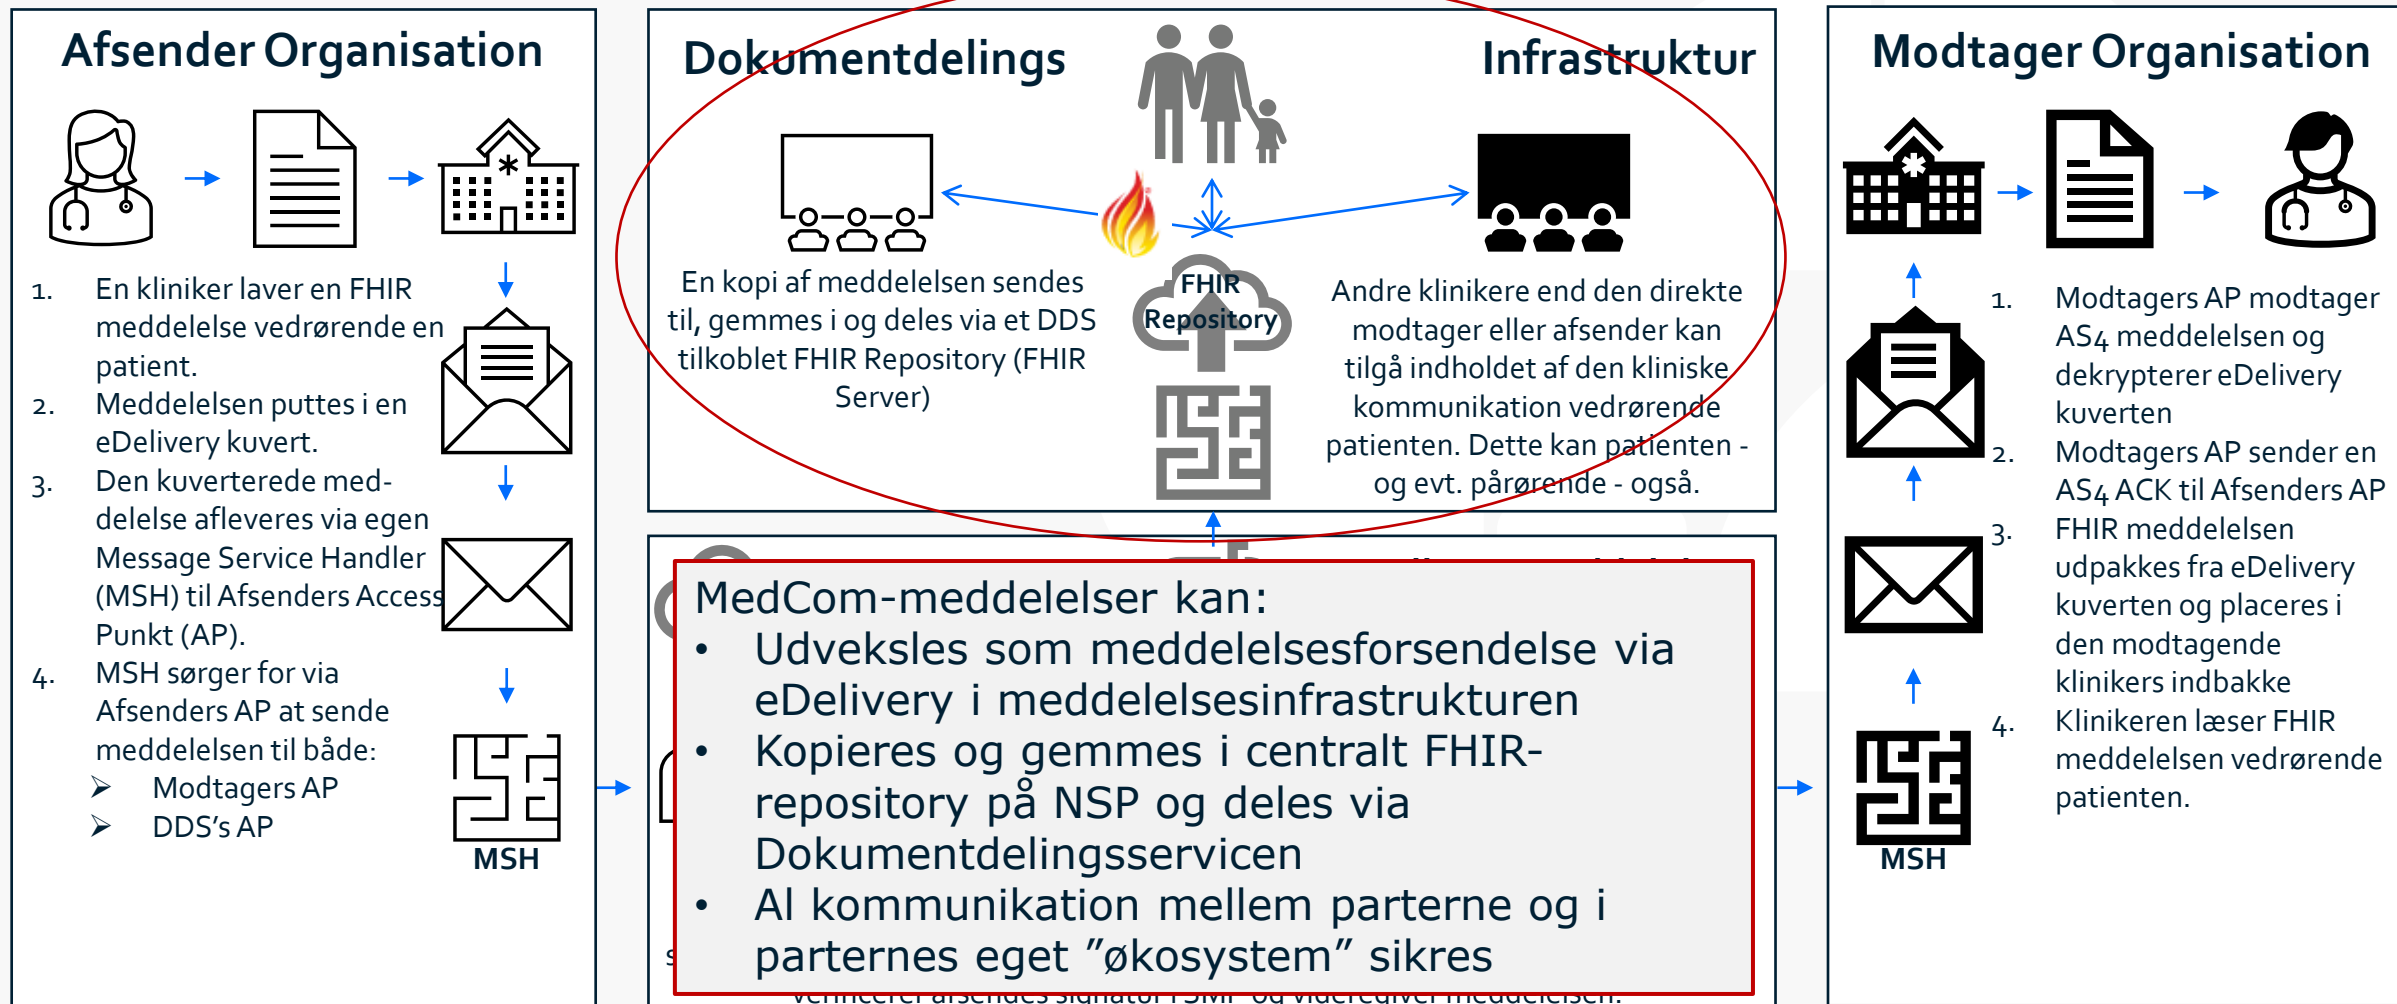 Afsender Organisation
1. En kliniker laver en FHIR
meddelelse vedrørende en
patient.
2. Meddelelsen puttes i en
eDelivery kuvert.
3. Den kuverterede med-
delelse afleveres via egen
Message Service Handler
(MSH) til Afsenders Access
Punkt (AP).
4. MSH sørger for via
Afsenders AP at sende
meddelelsen til både:
➢ Modtagers AP
➢ DDS's AP
MSH
Dokumentdelings
Infrastruktur
En kopi af meddelelsen sendes
til, gemmes i og deles via et DDS
tilkoblet FHIR Repository (FHIR
Server)
FHIR
Repository
Andre klinikere end den direkte
modtager eller afsender kan
tilgå indholdet af den kliniske
kommunikation vedrørende
patienten. Dette kan patienten -
og evt. pårørende - også.
MedCom-meddelelser kan:
• Udveksles som meddelelsesforsendelse via
eDelivery i meddelelsesinfrastrukturen
• Kopieres og gemmes i centralt FHIR-
repository på NSP og deles via
Dokumentdelingsservicen
• Al kommunikation mellem parterne og i
parternes eget ”økosystem” sikres
verificerer afsendes signatur i SMP og videregiver meddelelsen.
Modtager Organisation
1. Modtagers AP modtager
AS4 meddelelsen og
dekrypterer eDelivery
kuverten
2. Modtagers AP sender en
AS4 ACK til Afsenders AP
3. FHIR meddelelsen
udpakkes fra eDelivery
kuverten og placeres i
den modtagende
klinikers indbakke
4. Klinikeren læser FHIR
meddelelsen vedrørende
patienten.
MSH